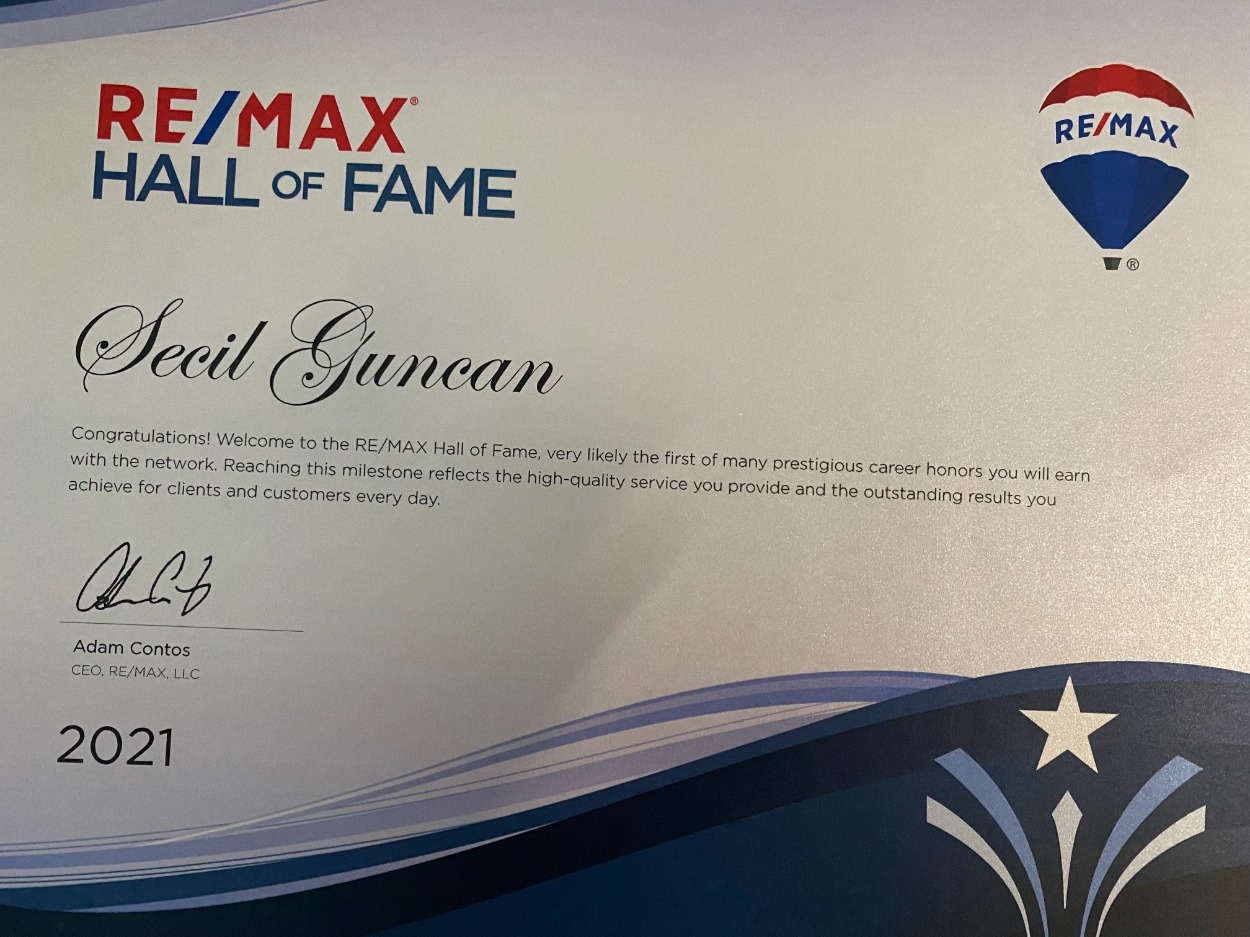 RE/MAX®
HALL OF FAME
RE/MAX
®
Secil Guncan
Congratulations! Welcome to the RE/MAX Hall of Fame, very likely the first of many prestigious career honors you will earn
with the network. Reaching this milestone reflects the high-quality service you provide and the outstanding results you
achieve for clients and customers every day.
Adam Contos
CEO, RE/MAX, LLC
2021